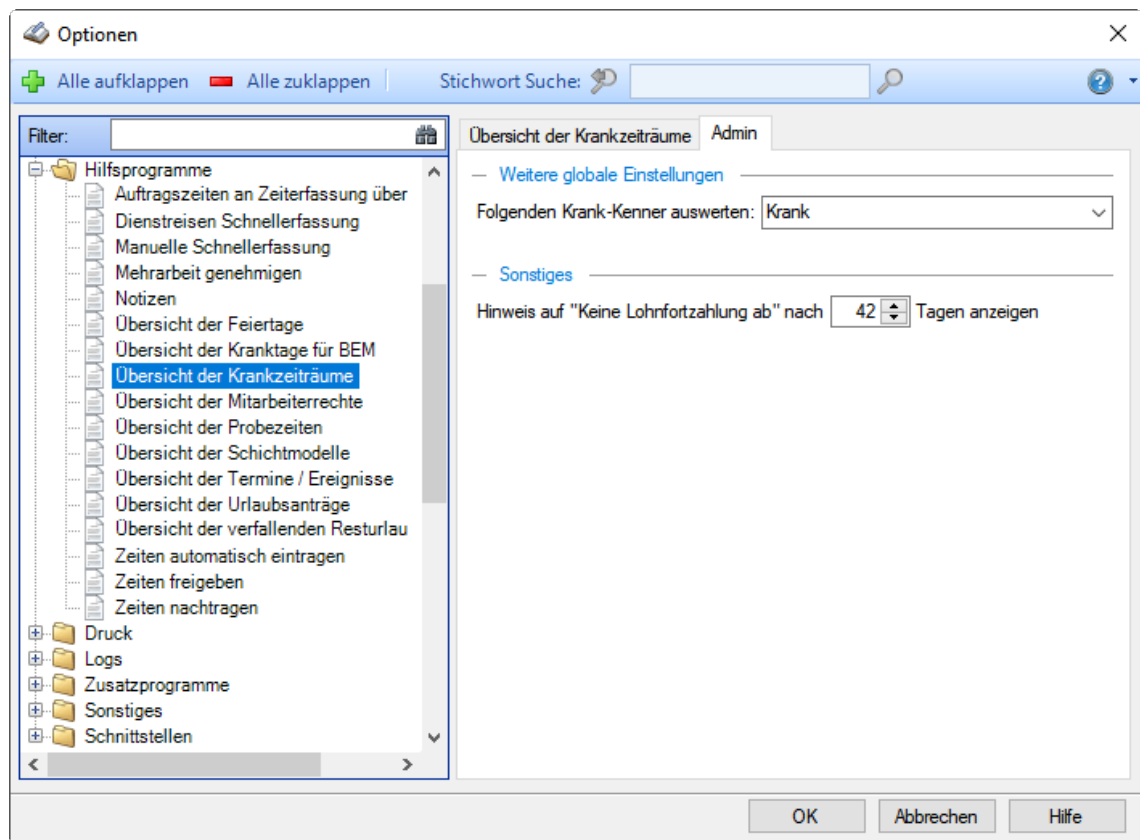 Optionen
Alle aufklappen Alle zuklappen Stichwort Suche:
Filter:
Hilfsprogramme
Auftragszeiten an Zeiterfassung über
Dienstreisen Schnellerfassung
Manuelle Schnellerfassung
Mehrarbeit genehmigen
Notizen
Übersicht der Feiertage
Übersicht der Kranktage für BEM
Übersicht der Krankzeiträume
Übersicht der Mitarbeiterrechte
Übersicht der Probezeiten
Übersicht der Schichtmodelle
Übersicht der Termine / Ereignisse
Übersicht der Urlaubsanträge
Übersicht der verfallenden Resturlau
Zeiten automatisch eintragen
Zeiten freigeben
Zeiten nachtragen
Druck
Logs
Zusatzprogramme
Sonstiges
Schnittstellen
Übersicht der Krankzeiträume Admin
Weitere globale Einstellungen
Folgenden Krank-Kenner auswerten: Krank
Sonstiges
Hinweis auf "Keine Lohnfortzahlung ab" nach 42 Tagen anzeigen
OK Abbrechen Hilfe